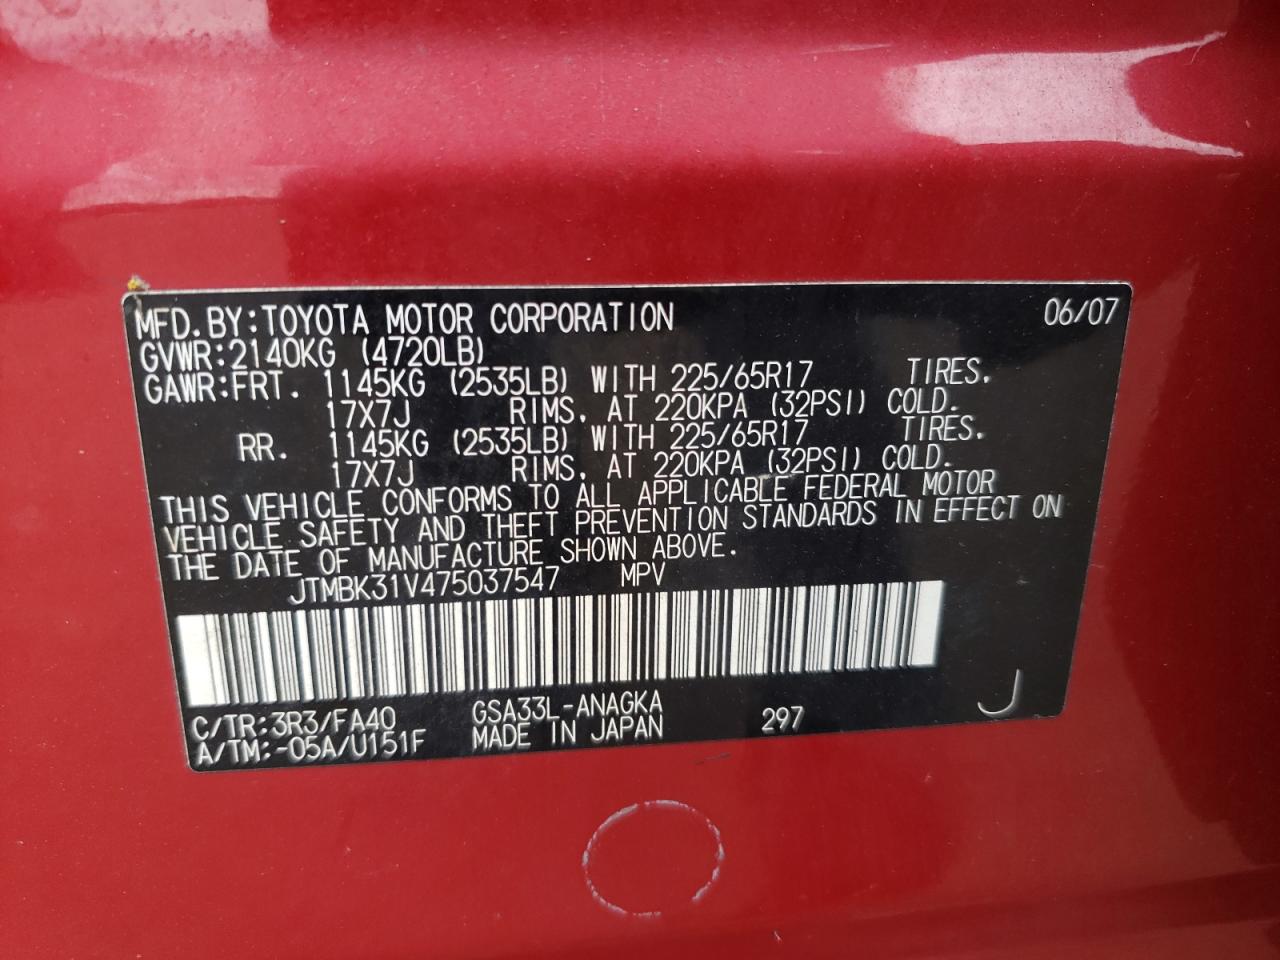 MFD. BY: TOYOTA MOTOR CORPORATION 06/07
GVWR: 2140KG (4720LB)
GAWR: FRT. 1145KG (2535LB) WITH 225/65R17 TIRES,
17X7J RIMS, AT 220KPA (32PSI) COLD.
RR. 1145KG (2535LB) WITH 225/65R17 TIRES,
17X7J RIMS, AT 220KPA (32PSI) COLD.
THIS VEHICLE CONFORMS TO ALL APPLICABLE FEDERAL MOTOR
VEHICLE SAFETY AND THEFT PREVENTION STANDARDS IN EFFECT ON
THE DATE OF MANUFACTURE SHOWN ABOVE.
JTMBK31V475037547 MPV
C/TR: 3R3/FA40 GSA33L-ANAGKA 297 J
A/TM: -05A/U151F MADE IN JAPAN